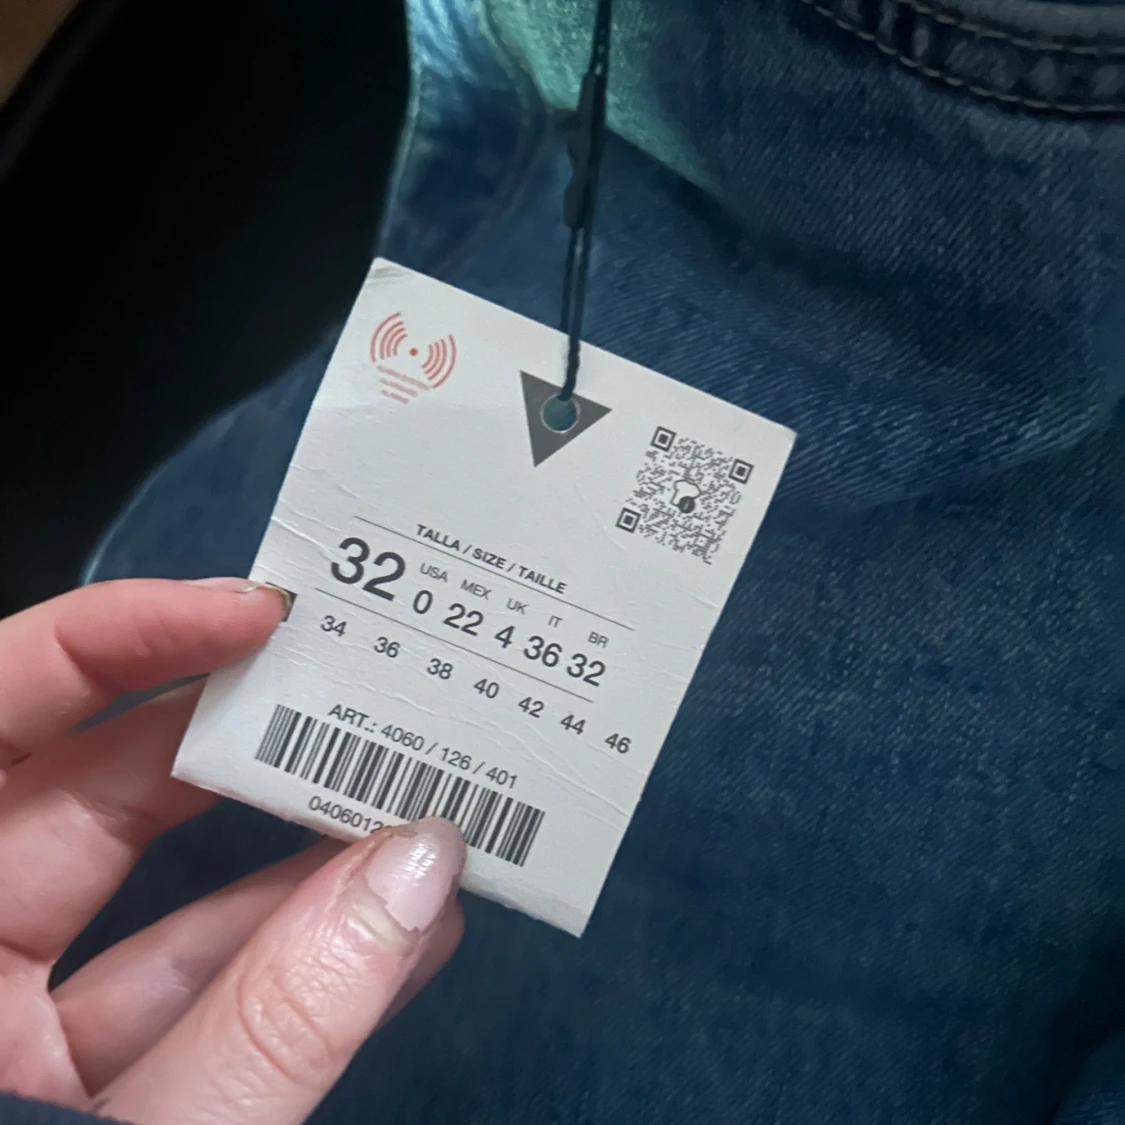 TALLA / SIZE / TAILLE
32 USA MEX UK IT BR
0 22 4 36 32
34 36 38 40 42 44 46
ART.: 4060 / 126 / 401
0406012